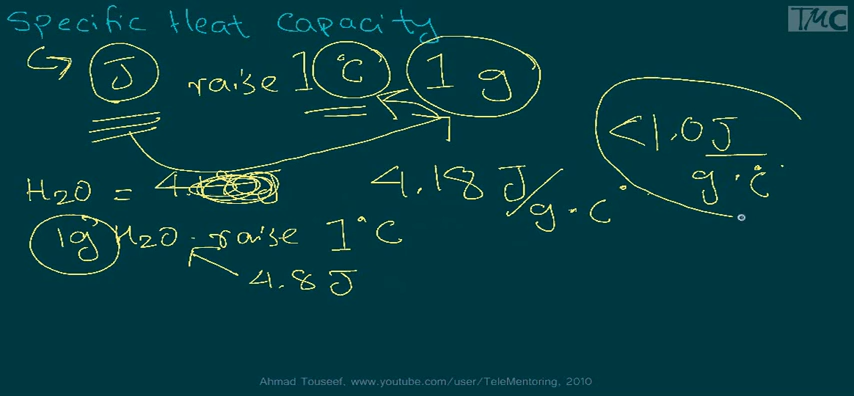 Specific Heat Capacity
TMC
J raise 1 °C 1 g
<1.0 J
g.°C
H2O = 4.18 J/g.°C
1g H2O raise 1°C
4.8 J
Ahmad Touseef, www.youtube.com/user/TeleMentoring, 2010